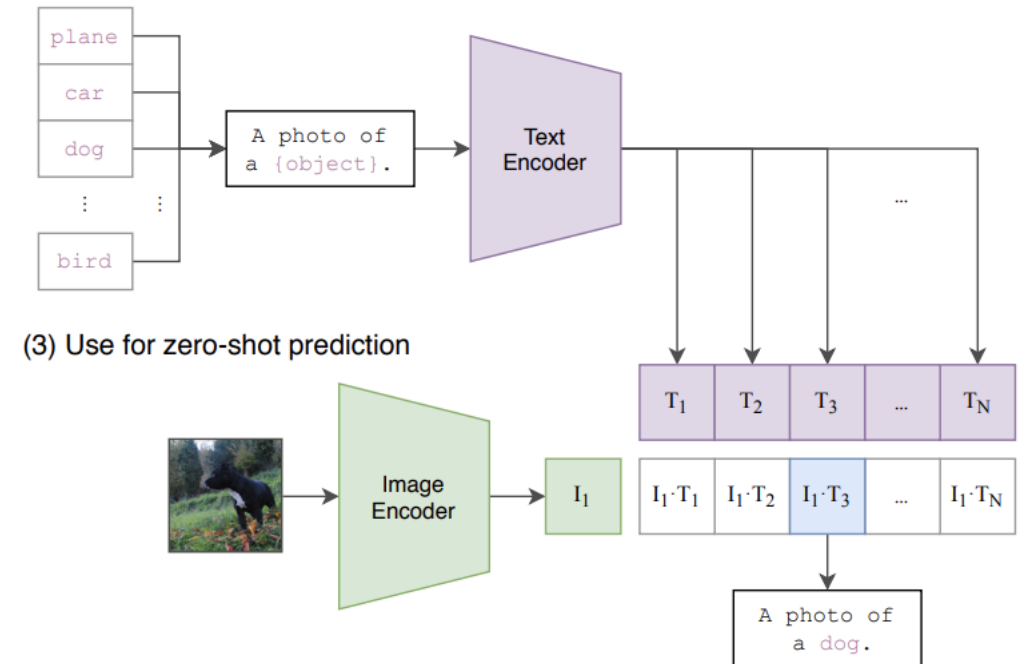 plane
car
dog
⋮ ⋮
bird
A photo of
a {object}.
Text
Encoder
...
(3) Use for zero-shot prediction
T1 T2 T3 ... TN
Image
Encoder
I1
I1·T1 I1·T2 I1·T3 ... I1·TN
A photo of
a dog.